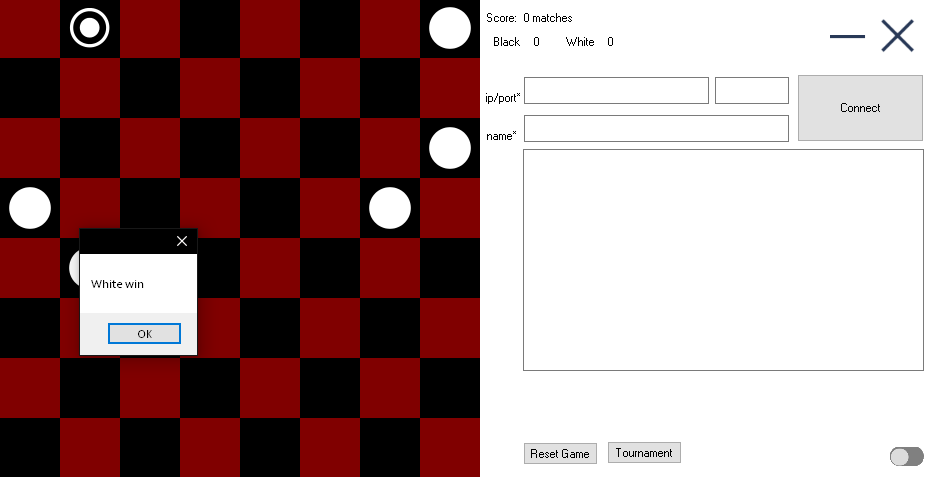 Score: 0 matches
Black 0 White 0
ip/port*
Connect
name*
White win
OK
Reset Game
Tournament